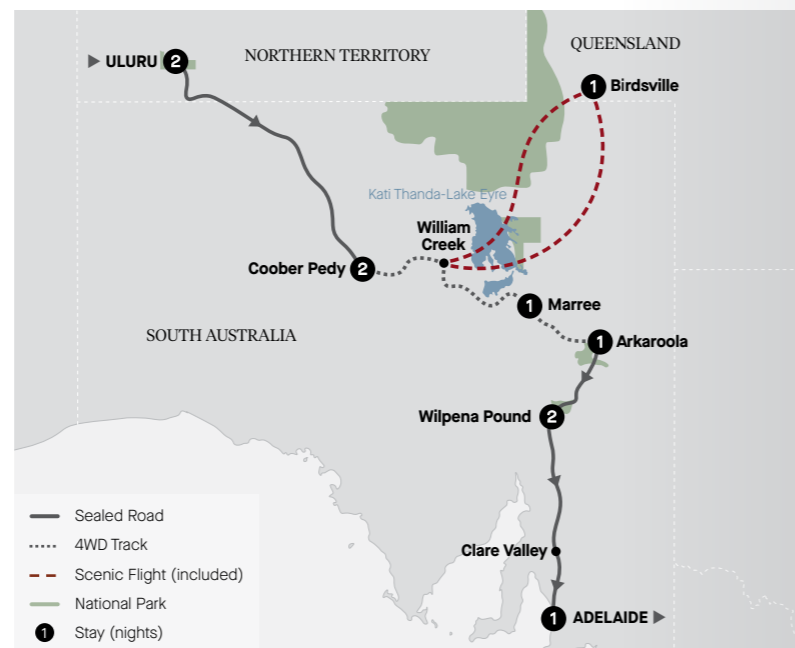 NORTHERN TERRITORY
QUEENSLAND
▶ ULURU 2
1 Birdsville
Kati Thanda-Lake Eyre
William
Creek
Coober Pedy 2
1 Marree
SOUTH AUSTRALIA
1 Arkaroola
Wilpena Pound 2
Clare Valley
1 ADELAIDE ▶
Sealed Road
4WD Track
Scenic Flight (included)
National Park
1 Stay (nights)